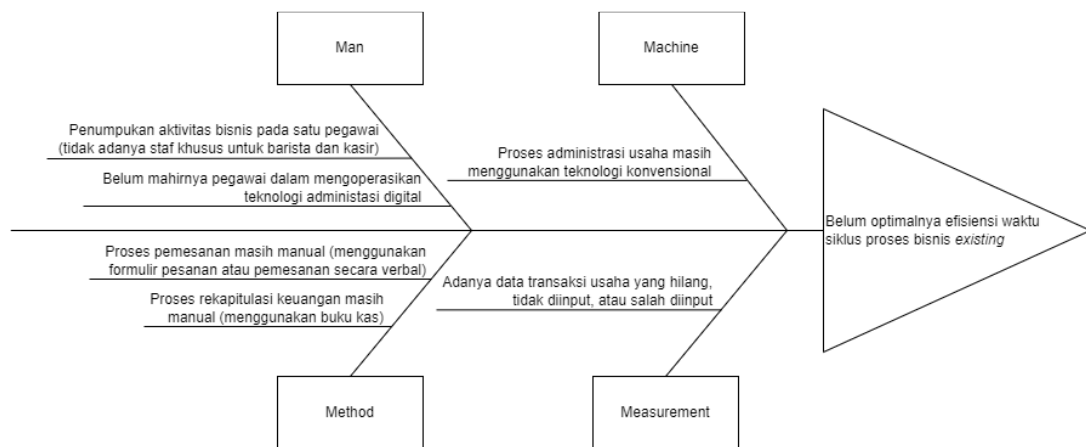 Man
Machine
Penumpukan aktivitas bisnis pada satu pegawai
(tidak adanya staf khusus untuk barista dan kasir)
Proses administrasi usaha masih
menggunakan teknologi konvensional
Belum mahirnya pegawai dalam mengoperasikan
teknologi administasi digital
Belum optimalnya efisiensi waktu
siklus proses bisnis existing
Proses pemesanan masih manual (menggunakan
formulir pesanan atau pemesanan secara verbal)
Adanya data transaksi usaha yang hilang,
tidak diinput, atau salah diinput
Proses rekapitulasi keuangan masih
manual (menggunakan buku kas)
Method
Measurement